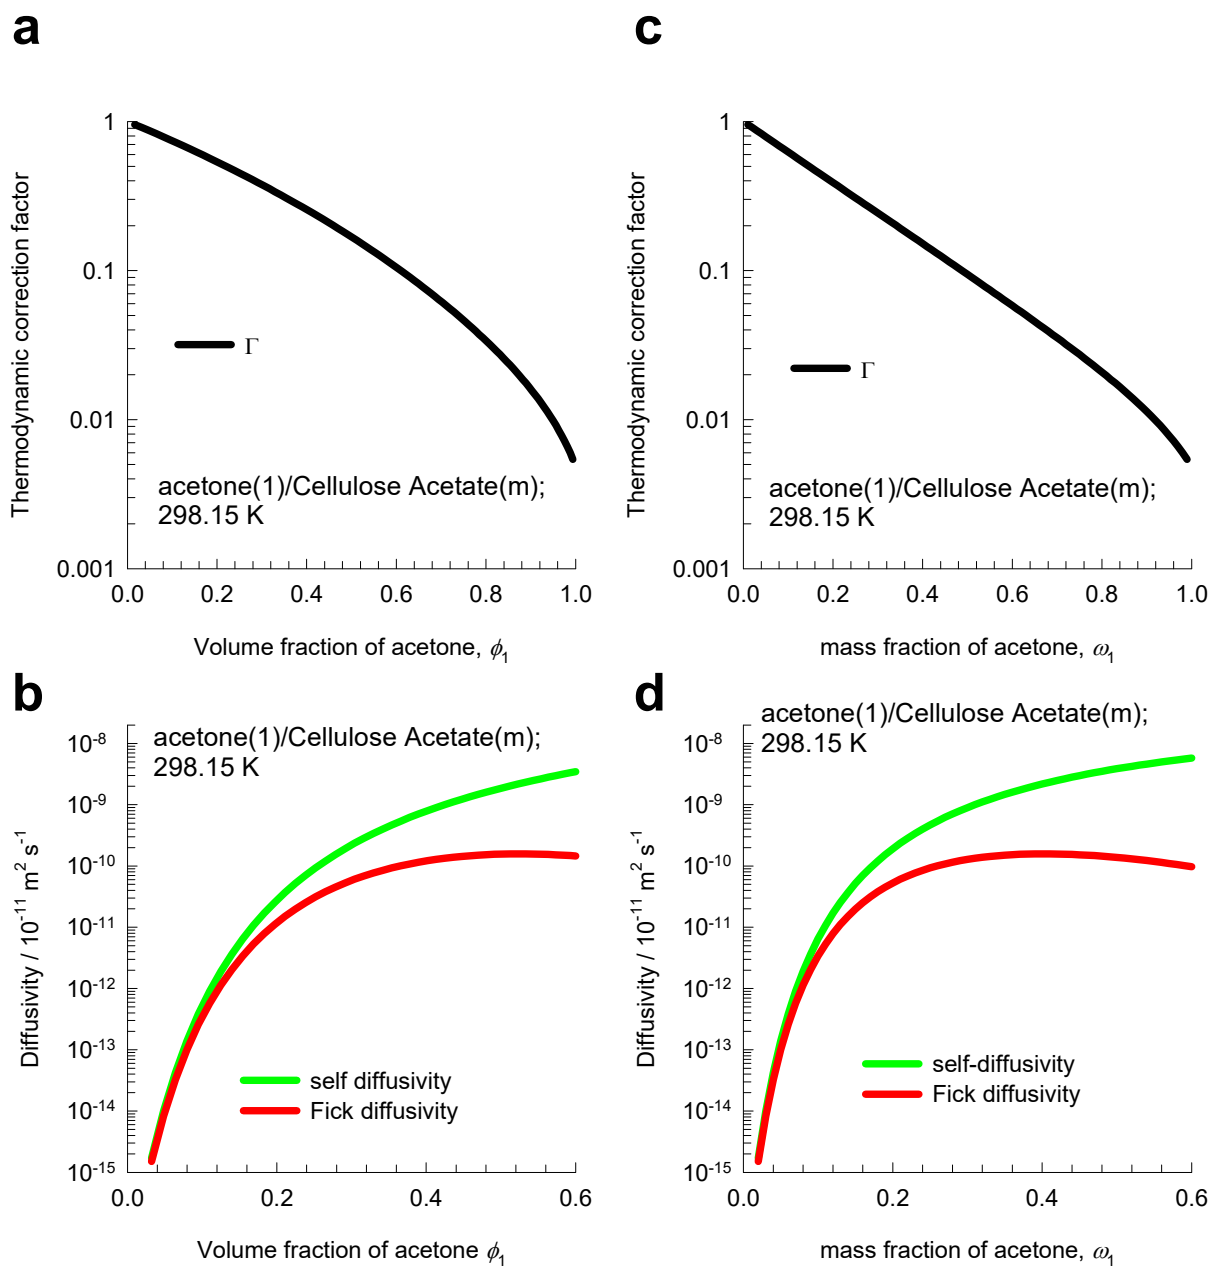 a
Thermodynamic correction factor
1
0.1
0.01
0.001
Γ
acetone(1)/Cellulose Acetate(m);
298.15 K
0.0 0.2 0.4 0.6 0.8 1.0
Volume fraction of acetone, ϕ₁
c
Thermodynamic correction factor
1
0.1
0.01
0.001
Γ
acetone(1)/Cellulose Acetate(m);
298.15 K
0.0 0.2 0.4 0.6 0.8 1.0
mass fraction of acetone, ω₁
b
acetone(1)/Cellulose Acetate(m);
298.15 K
Diffusivity / 10⁻¹¹ m² s⁻¹
10⁻⁸
10⁻⁹
10⁻¹⁰
10⁻¹¹
10⁻¹²
10⁻¹³
10⁻¹⁴
10⁻¹⁵
self diffusivity
Fick diffusivity
0.0 0.2 0.4 0.6
Volume fraction of acetone ϕ₁
d
acetone(1)/Cellulose Acetate(m);
298.15 K
Diffusivity / 10⁻¹¹ m² s⁻¹
10⁻⁸
10⁻⁹
10⁻¹⁰
10⁻¹¹
10⁻¹²
10⁻¹³
10⁻¹⁴
10⁻¹⁵
self-diffusivity
Fick diffusivity
0.0 0.2 0.4 0.6
mass fraction of acetone, ω₁